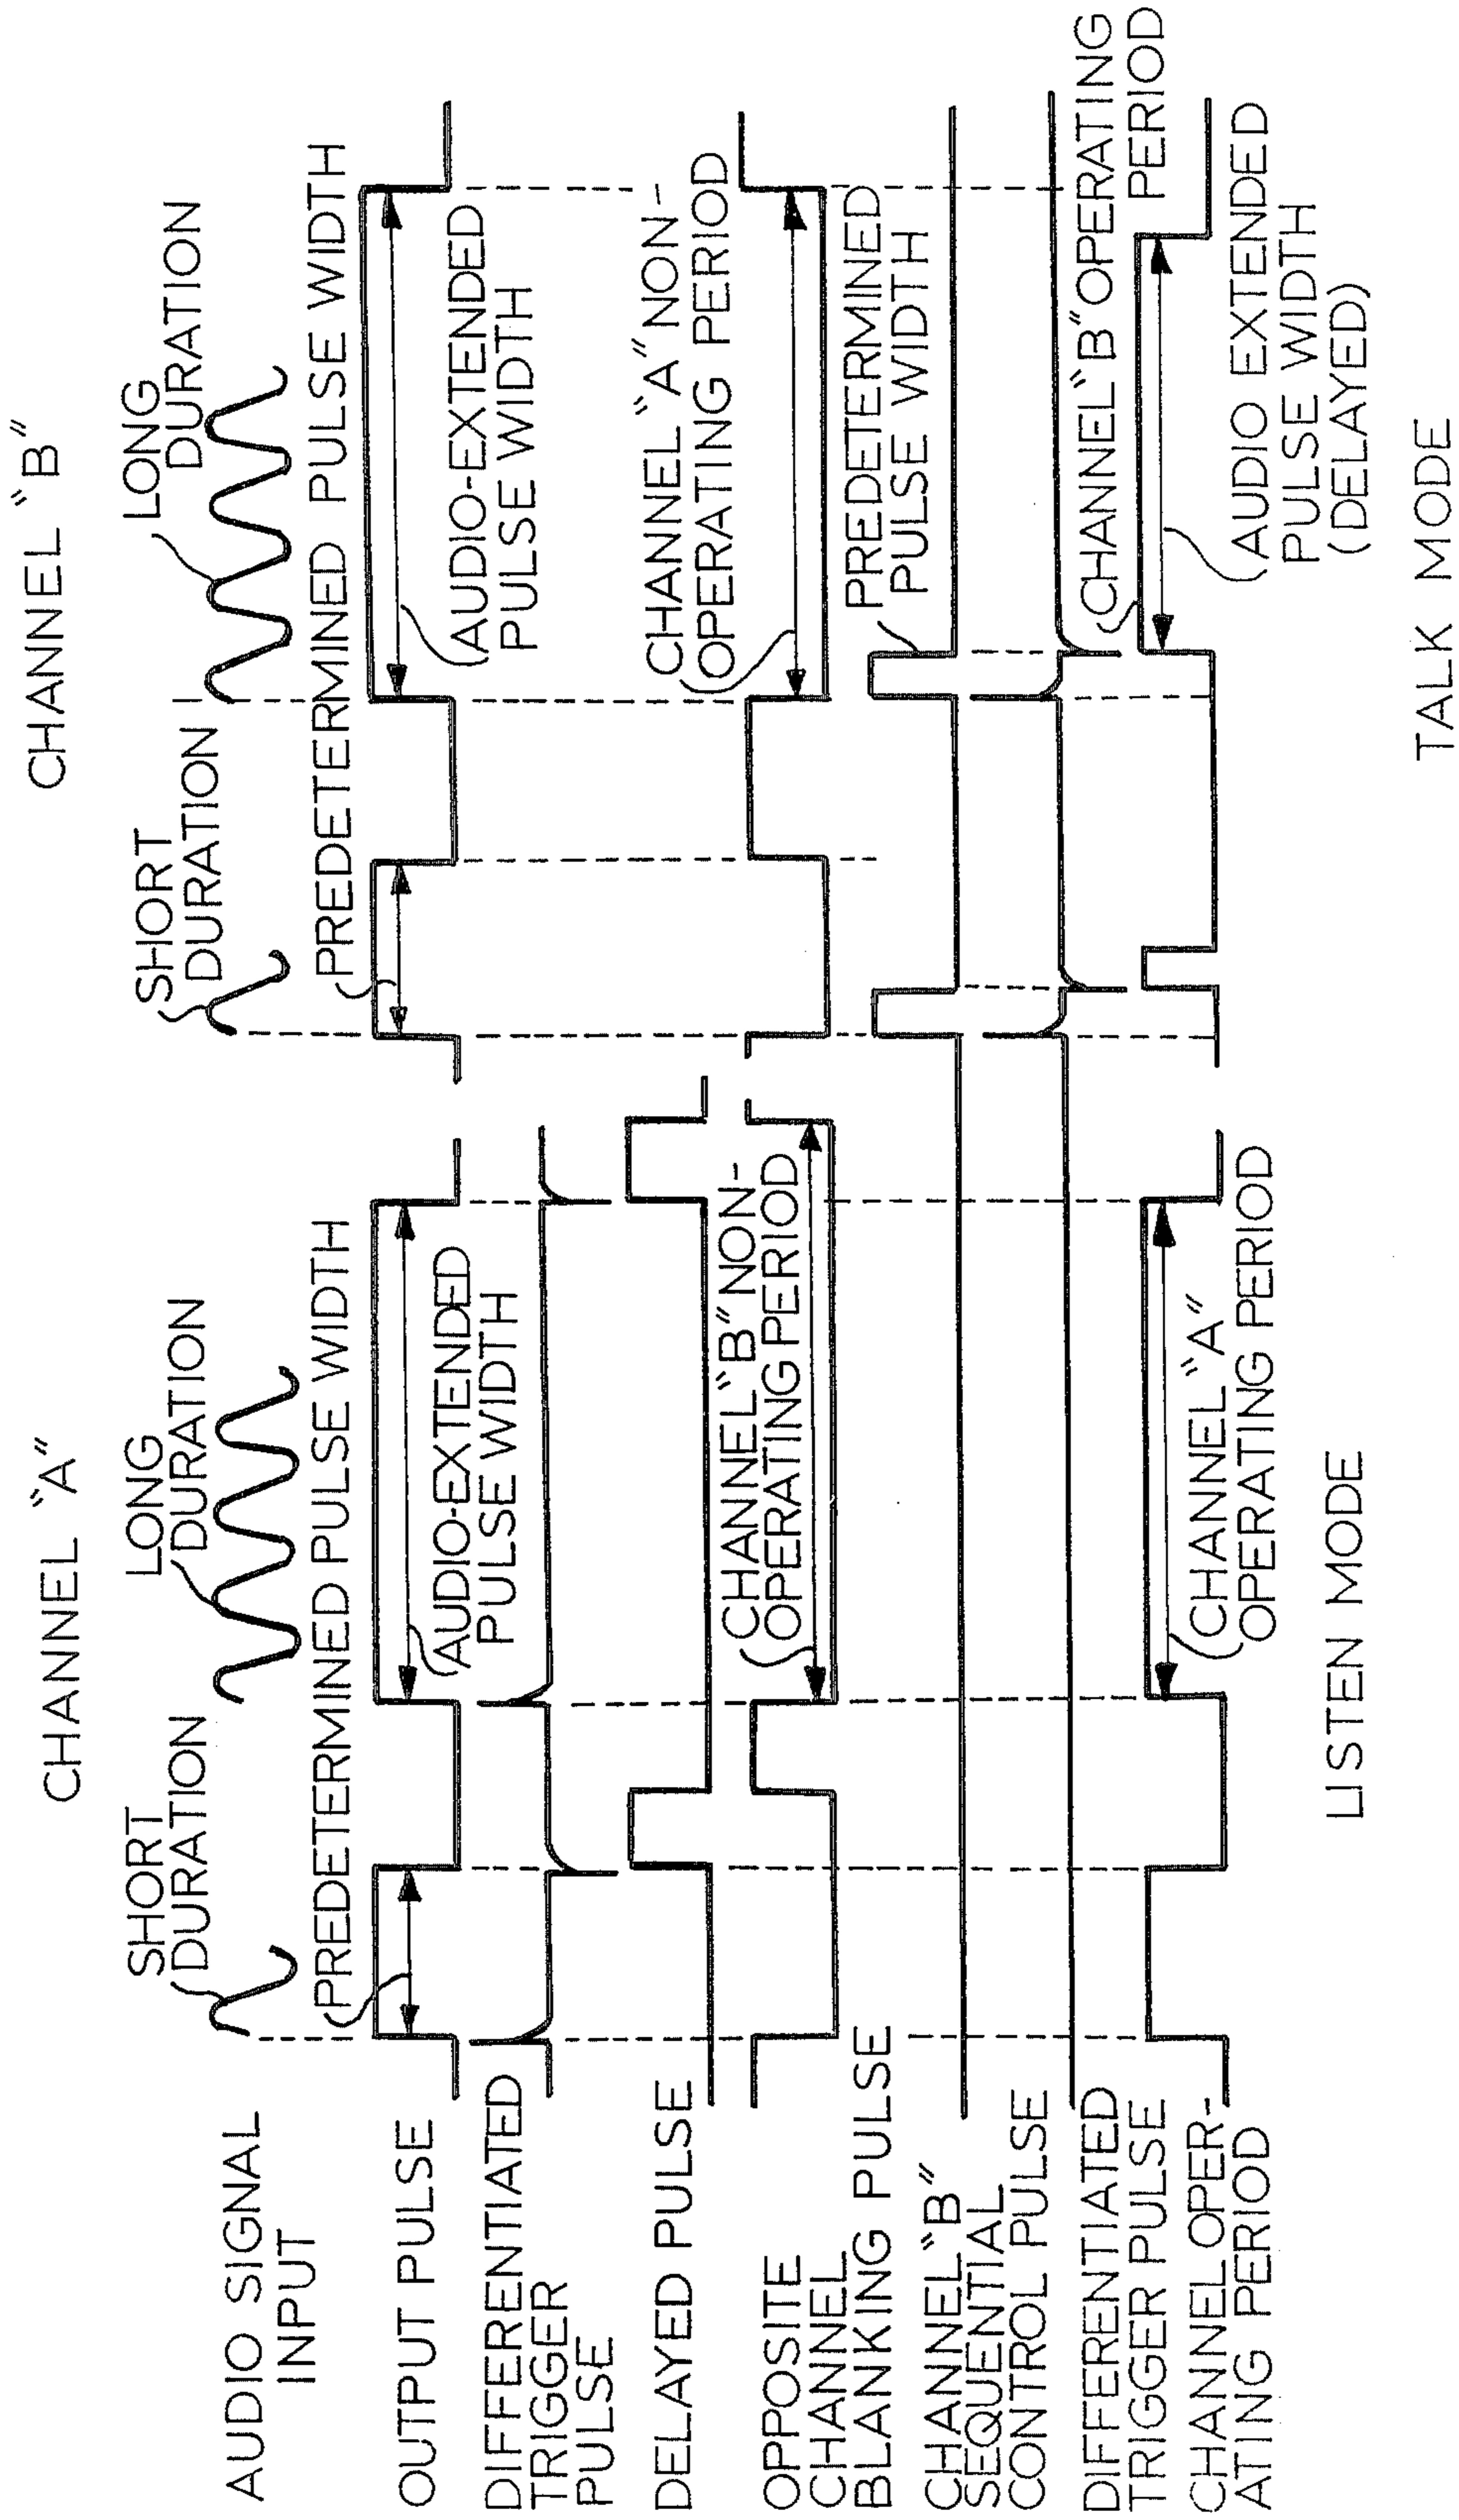 CHANNEL "A"
CHANNEL "B"
SHORT
DURATION
LONG
DURATION
SHORT
DURATION
LONG
DURATION
AUDIO SIGNAL
INPUT
PREDETERMINED PULSE WIDTH
PREDETERMINED PULSE WIDTH
OUTPUT PULSE
AUDIO-EXTENDED
PULSE WIDTH
AUDIO-EXTENDED
PULSE WIDTH
DIFFERENTIATED
TRIGGER
PULSE
DELAYED PULSE
CHANNEL "B" NON-
OPERATING PERIOD
CHANNEL "A" NON-
OPERATING PERIOD
OPPOSITE
CHANNEL
BLANKING PULSE
PREDETERMINED
PULSE WIDTH
CHANNEL "B"
SEQUENTIAL
CONTROL PULSE
DIFFERENTIATED
TRIGGER PULSE
CHANNEL "B" OPERATING
PERIOD
CHANNEL OPER-
ATING PERIOD
CHANNEL "A"
OPERATING PERIOD
AUDIO EXTENDED
PULSE WIDTH
(DELAYED)
LISTEN MODE
TALK MODE